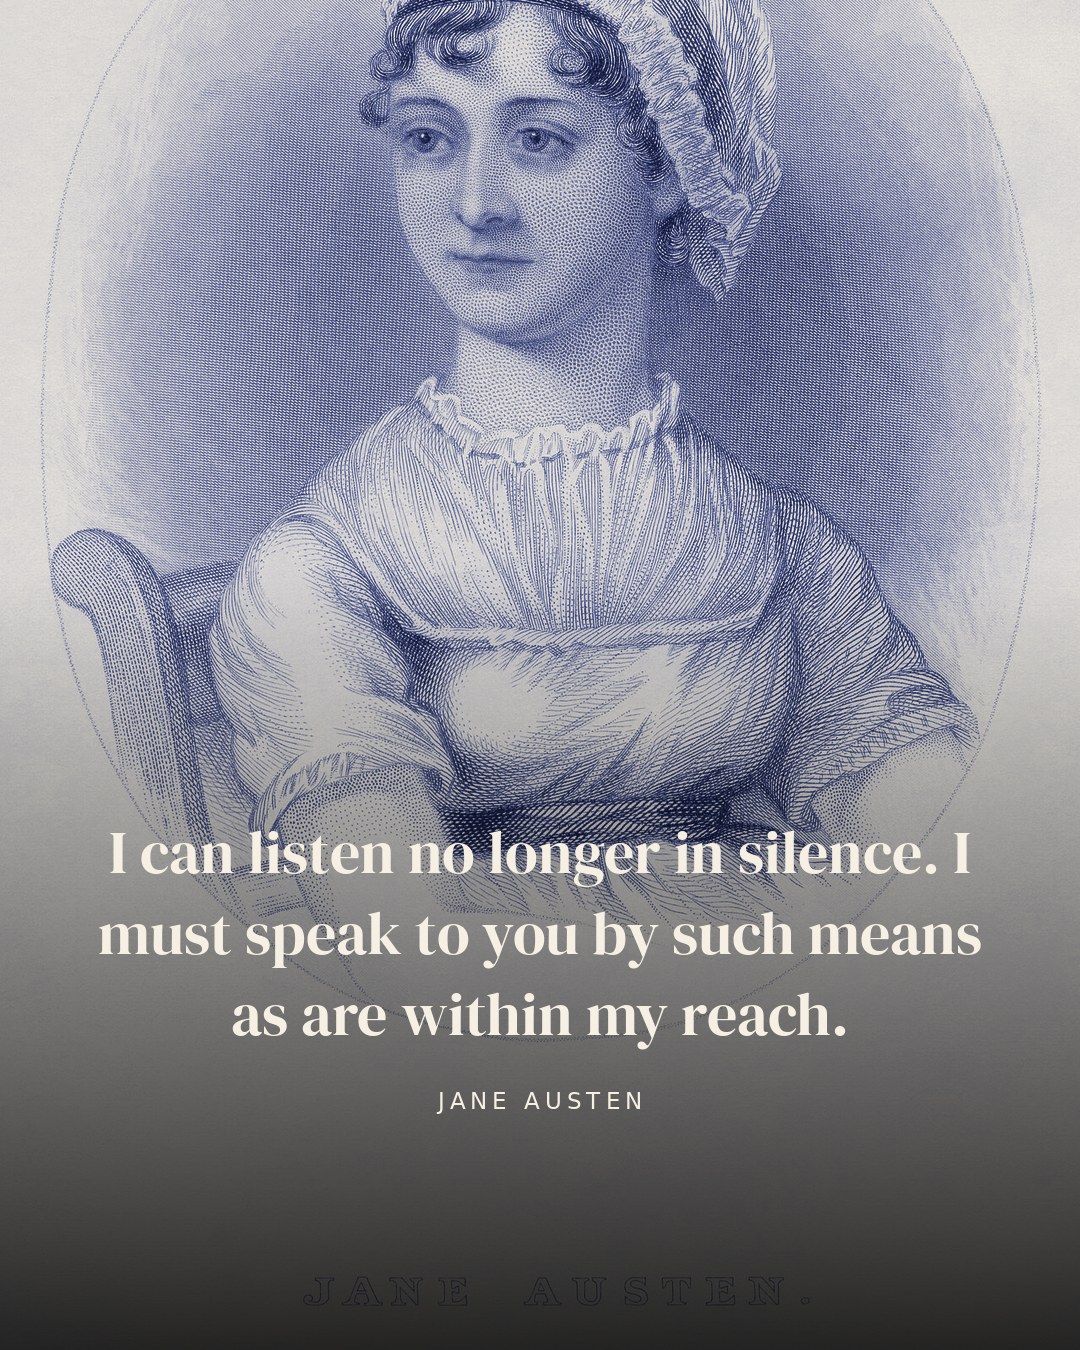 I can listen no longer in silence. I
must speak to you by such means
as are within my reach.
JANE AUSTEN
JANE AUSTEN.